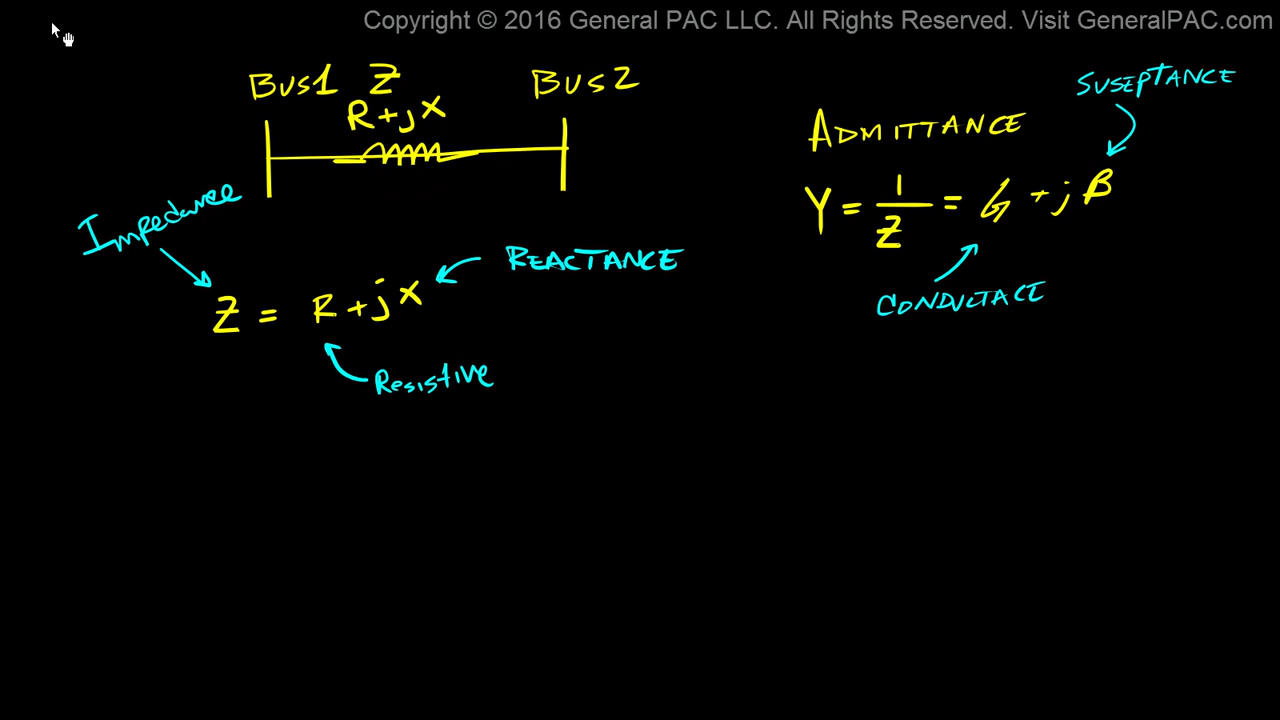 Copyright © 2016 General PAC LLC. All Rights Reserved. Visit GeneralPAC.com
BUS1 Z BUS2
R+jX
SUSEPTANCE
ADMITTANCE
Y = 1/Z = G + jB
CONDUCTACE
Impedance
REACTANCE
Z = R+jX
Resistive